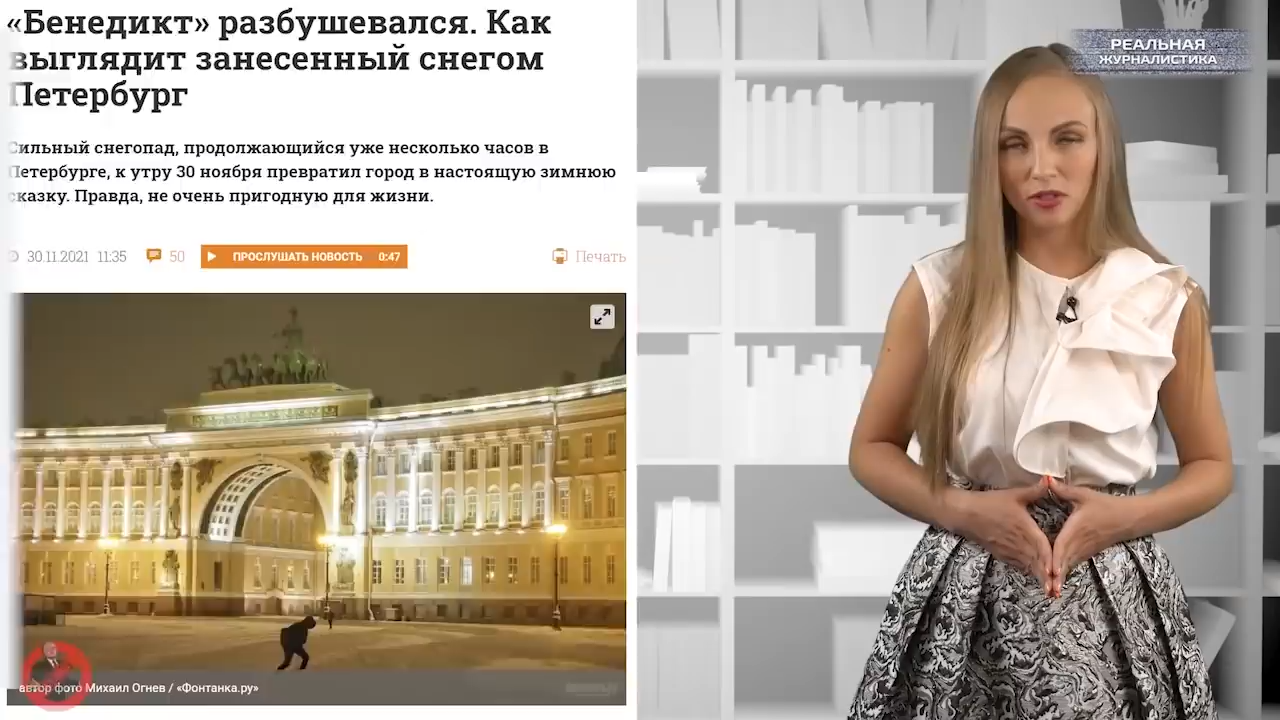 «Бенедикт» разбушевался. Как
выглядит занесенный снегом
Петербург
Сильный снегопад, продолжающийся уже несколько часов в
Петербурге, к утру 30 ноября превратил город в настоящую зимнюю
сказку. Правда, не очень пригодную для жизни.
30.11.2021 11:35 50 ПРОСЛУШАТЬ НОВОСТЬ 0:47 Печать
автор фото Михаил Огнев / «Фонтанка.ру»
РЕАЛЬНАЯ
ЖУРНАЛИСТИКА